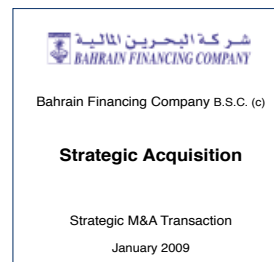 شركة البحرين المالية
BAHRAIN FINANCING COMPANY
Bahrain Financing Company B.S.C. (c)
Strategic Acquisition
Strategic M&A Transaction
January 2009